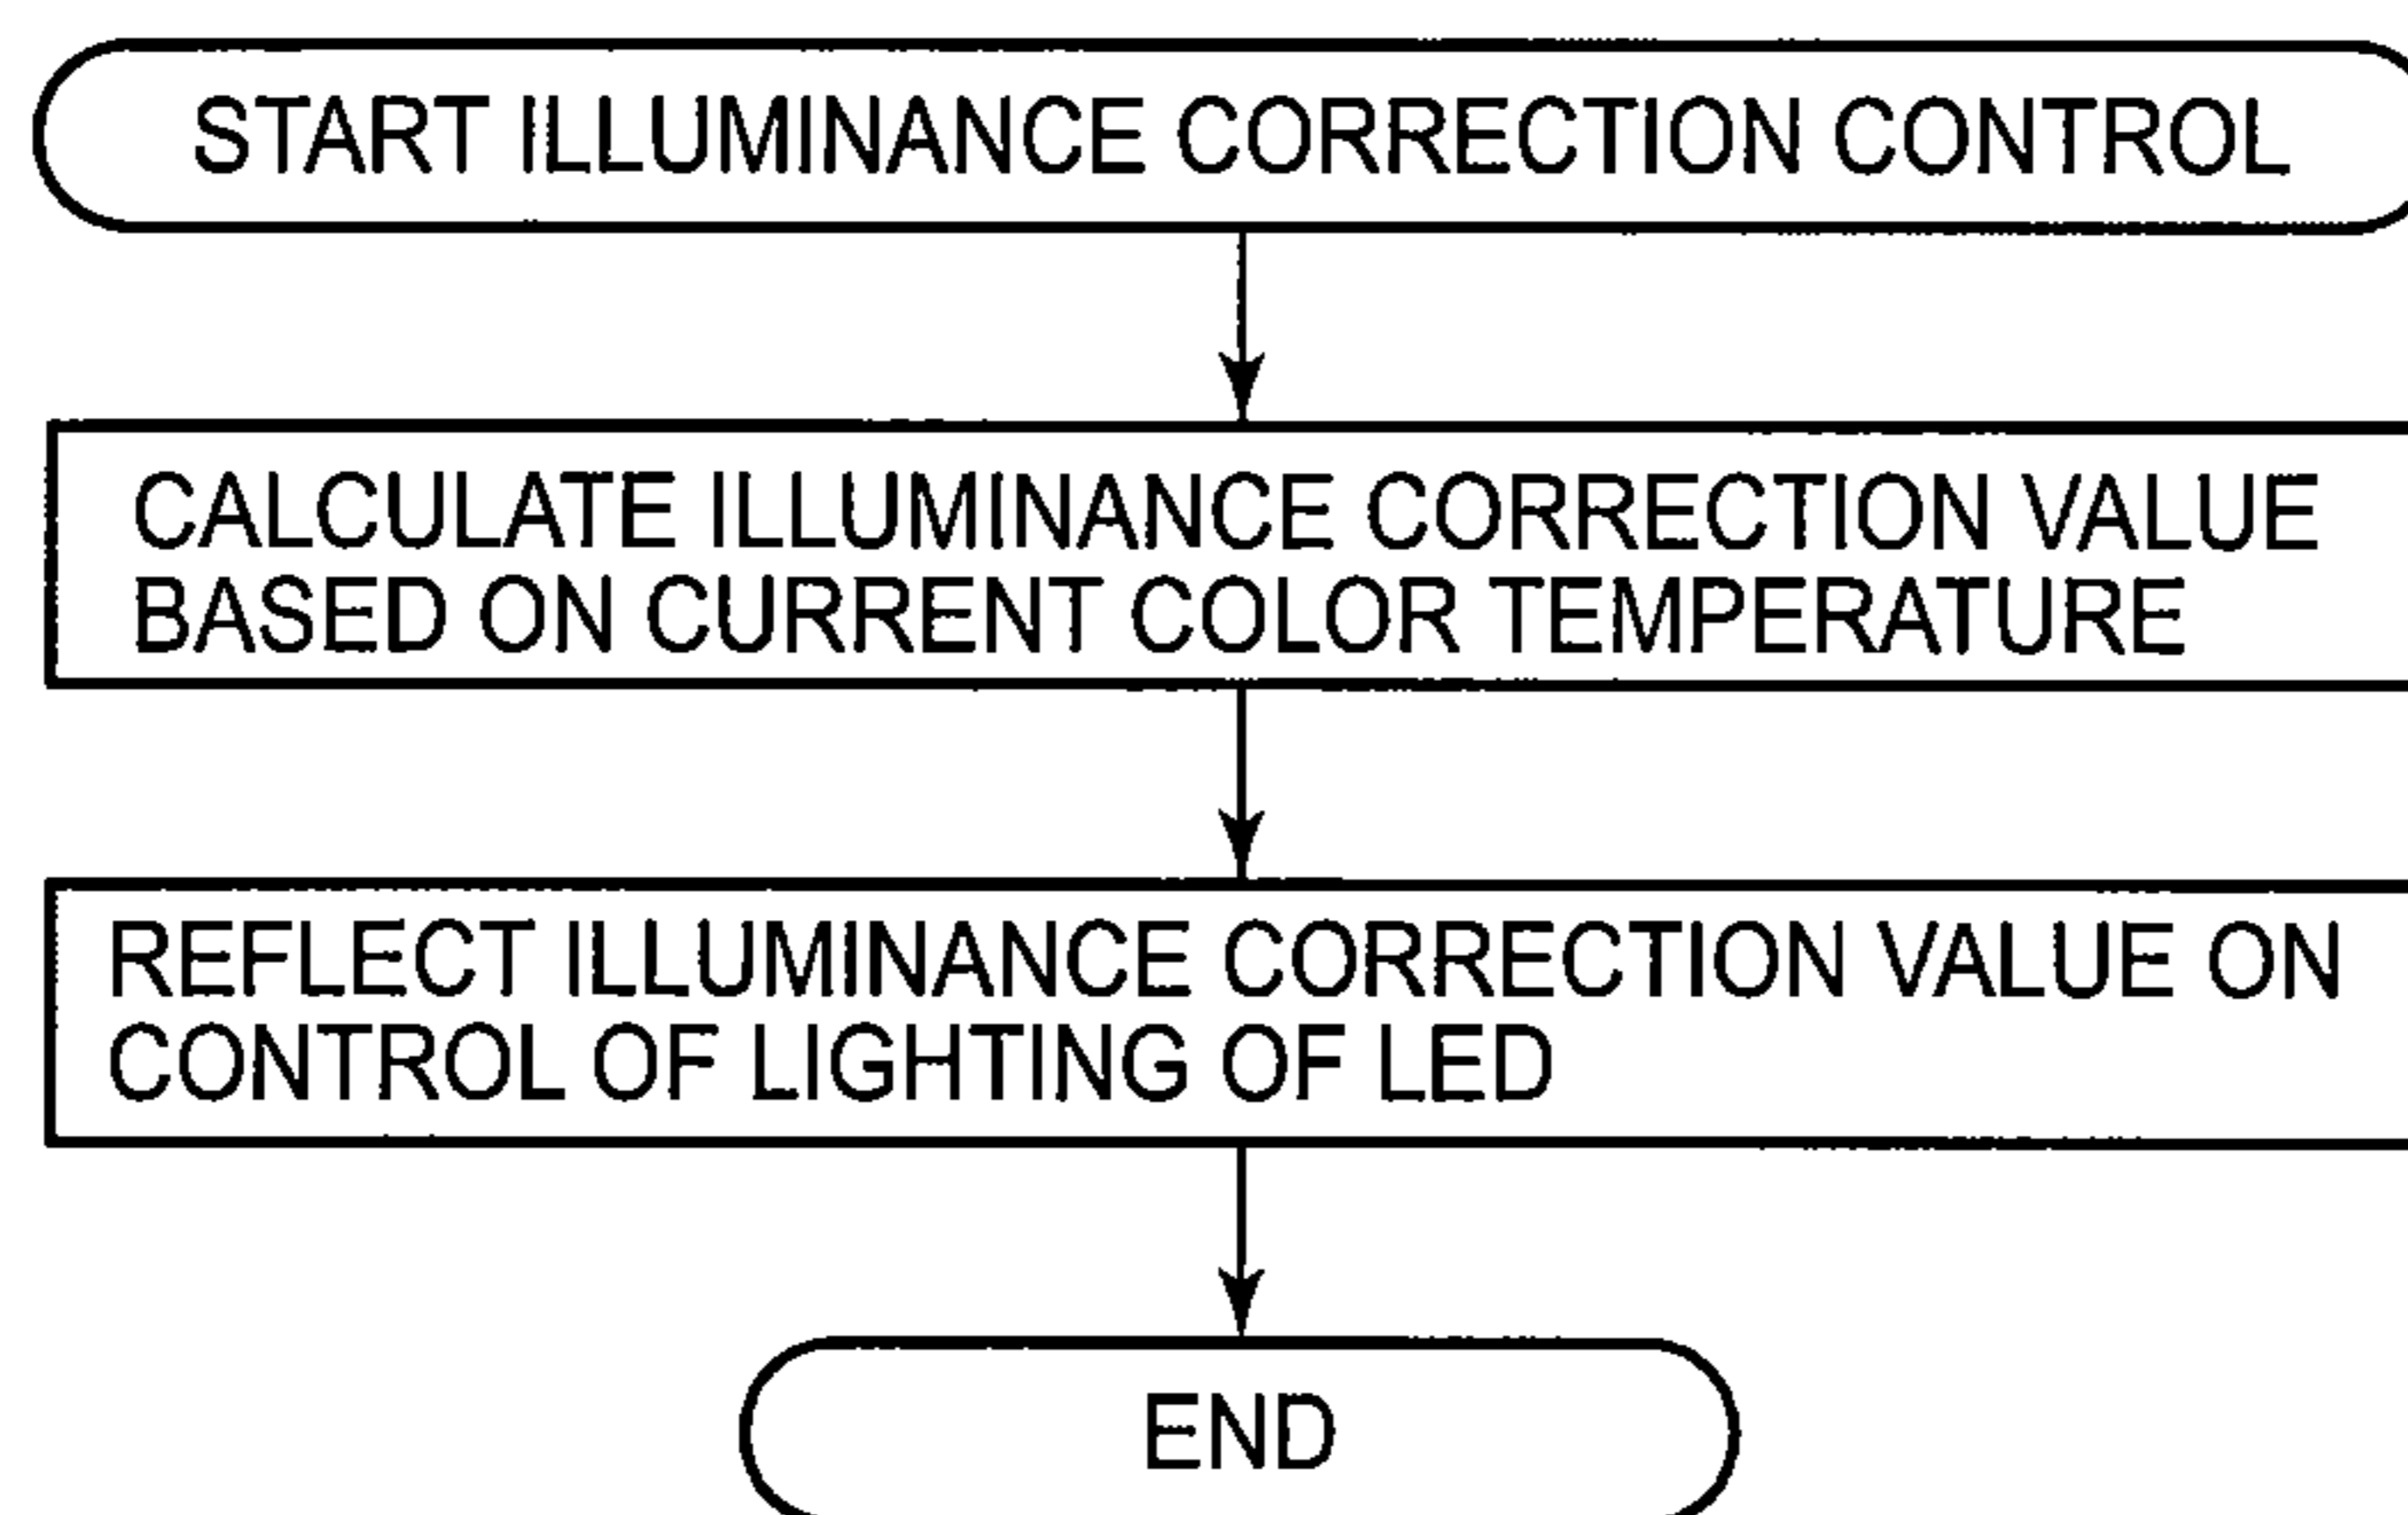 START ILLUMINANCE CORRECTION CONTROL
CALCULATE ILLUMINANCE CORRECTION VALUE
BASED ON CURRENT COLOR TEMPERATURE
REFLECT ILLUMINANCE CORRECTION VALUE ON
CONTROL OF LIGHTING OF LED
END